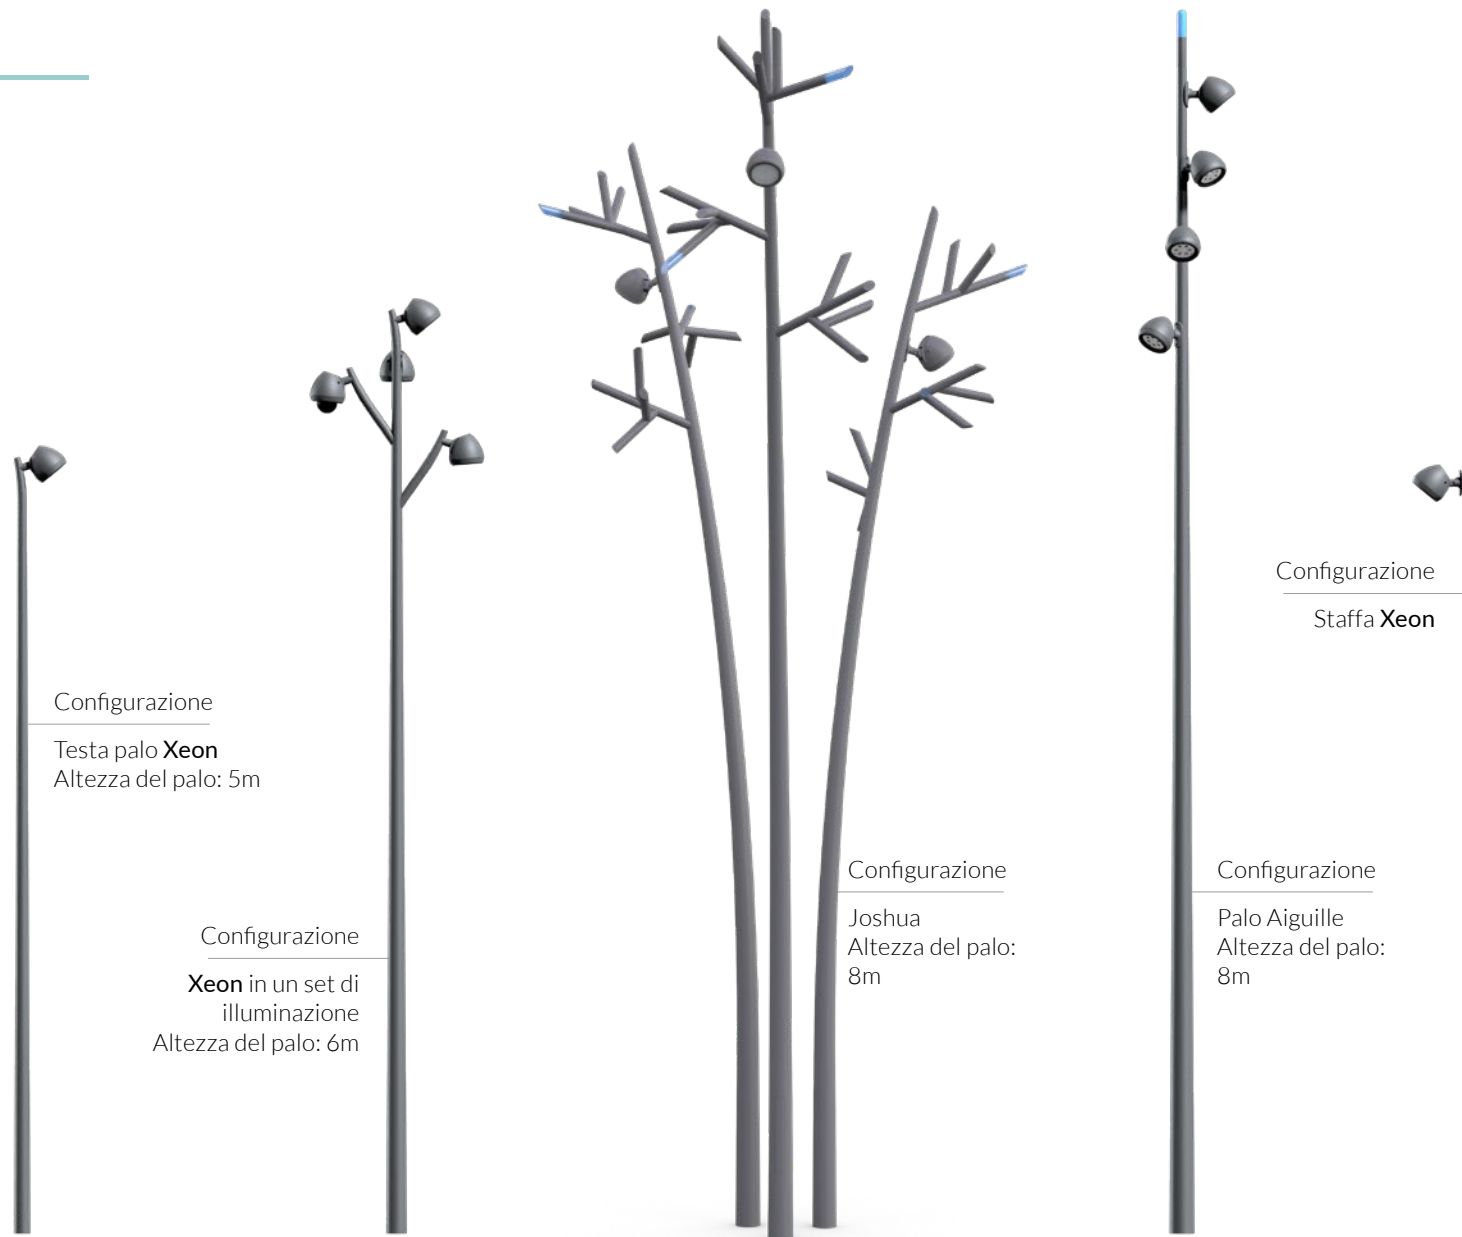 Configurazione
Testa palo Xeon
Altezza del palo: 5m
Configurazione
Xeon in un set di
illuminazione
Altezza del palo: 6m
Configurazione
Joshua
Altezza del palo:
8m
Configurazione
Palo Aiguille
Altezza del palo:
8m
Configurazione
Staffa Xeon